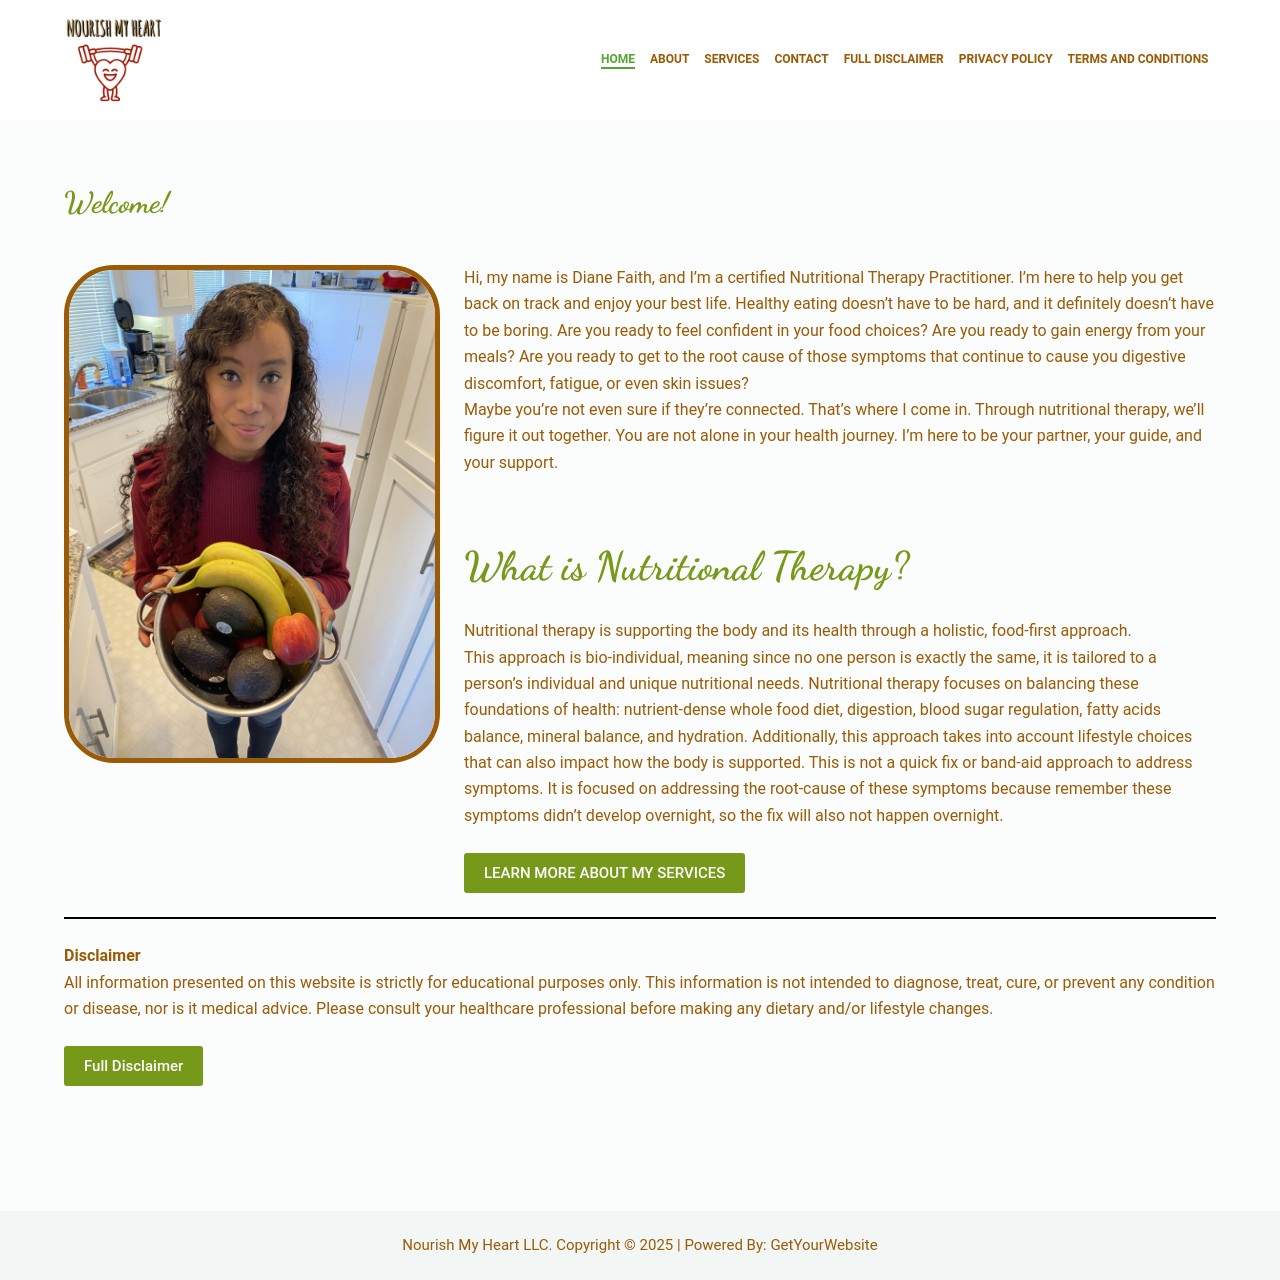 NOURISH MY HEART
HOME ABOUT SERVICES CONTACT FULL DISCLAIMER PRIVACY POLICY TERMS AND CONDITIONS
Welcome!
Hi, my name is Diane Faith, and I’m a certified Nutritional Therapy Practitioner. I’m here to help you get
back on track and enjoy your best life. Healthy eating doesn’t have to be hard, and it definitely doesn’t have
to be boring. Are you ready to feel confident in your food choices? Are you ready to gain energy from your
meals? Are you ready to get to the root cause of those symptoms that continue to cause you digestive
discomfort, fatigue, or even skin issues?
Maybe you’re not even sure if they’re connected. That’s where I come in. Through nutritional therapy, we’ll
figure it out together. You are not alone in your health journey. I’m here to be your partner, your guide, and
your support.
What is Nutritional Therapy?
Nutritional therapy is supporting the body and its health through a holistic, food-first approach.
This approach is bio-individual, meaning since no one person is exactly the same, it is tailored to a
person’s individual and unique nutritional needs. Nutritional therapy focuses on balancing these
foundations of health: nutrient-dense whole food diet, digestion, blood sugar regulation, fatty acids
balance, mineral balance, and hydration. Additionally, this approach takes into account lifestyle choices
that can also impact how the body is supported. This is not a quick fix or band-aid approach to address
symptoms. It is focused on addressing the root-cause of these symptoms because remember these
symptoms didn’t develop overnight, so the fix will also not happen overnight.
LEARN MORE ABOUT MY SERVICES
Disclaimer
All information presented on this website is strictly for educational purposes only. This information is not intended to diagnose, treat, cure, or prevent any condition
or disease, nor is it medical advice. Please consult your healthcare professional before making any dietary and/or lifestyle changes.
Full Disclaimer
Nourish My Heart LLC. Copyright © 2025 | Powered By: GetYourWebsite